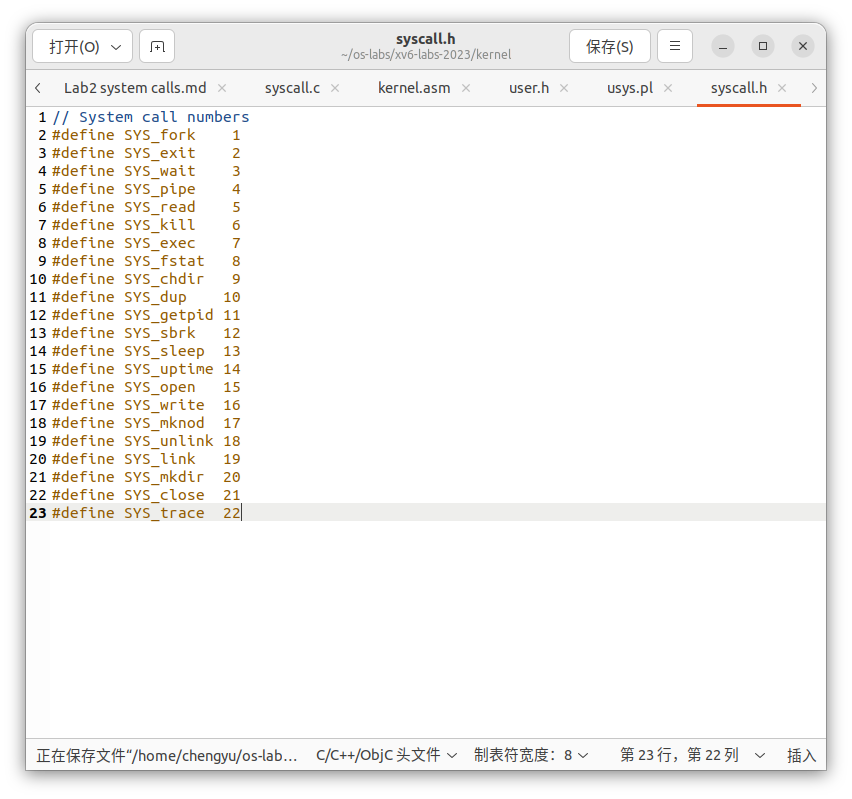 打开(O)
syscall.h
~/os-labs/xv6-labs-2023/kernel
保存(S)
Lab2 system calls.md × syscall.c × kernel.asm × user.h × usys.pl × syscall.h ×
1 // System call numbers
2 #define SYS_fork    1
3 #define SYS_exit    2
4 #define SYS_wait    3
5 #define SYS_pipe    4
6 #define SYS_read    5
7 #define SYS_kill    6
8 #define SYS_exec    7
9 #define SYS_fstat   8
10 #define SYS_chdir   9
11 #define SYS_dup    10
12 #define SYS_getpid 11
13 #define SYS_sbrk   12
14 #define SYS_sleep  13
15 #define SYS_uptime 14
16 #define SYS_open   15
17 #define SYS_write  16
18 #define SYS_mknod  17
19 #define SYS_unlink 18
20 #define SYS_link   19
21 #define SYS_mkdir  20
22 #define SYS_close  21
23 #define SYS_trace  22
正在保存文件“/home/chengyu/os-lab… C/C++/ObjC 头文件 制表符宽度：8 第 23 行，第 22 列 插入